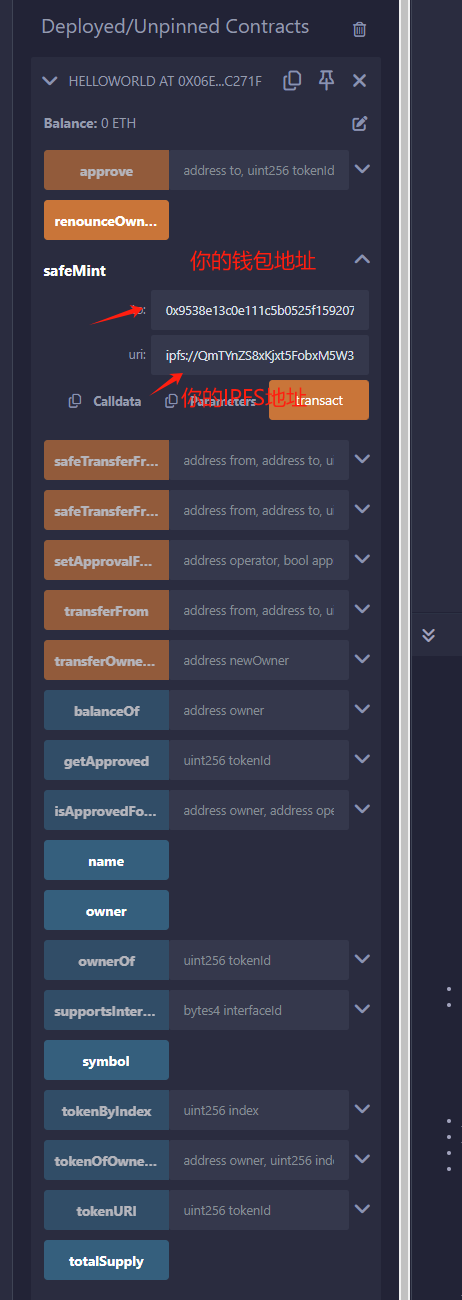 Deployed/Unpinned Contracts
HELLOWORLD AT 0X06E...C271F
Balance: 0 ETH
approve address to, uint256 tokenId
renounceOwn...
safeMint 你的钱包地址
to: 0x9538e13c0e111c5b0525f159207
uri: ipfs://QmTYnZS8xKjxt5FobxM5W3
Calldata Parameters transact
你的IPFS地址
safeTransferFr... address from, address to, ui
safeTransferFr... address from, address to, ui
setApprovalF... address operator, bool app
transferFrom address from, address to, ui
transferOwne... address newOwner
balanceOf address owner
getApproved uint256 tokenId
isApprovedFo... address owner, address ope
name
owner
ownerOf uint256 tokenId
supportsInter... bytes4 interfaceId
symbol
tokenByIndex uint256 index
tokenOfOwne... address owner, uint256 ind
tokenURI uint256 tokenId
totalSupply